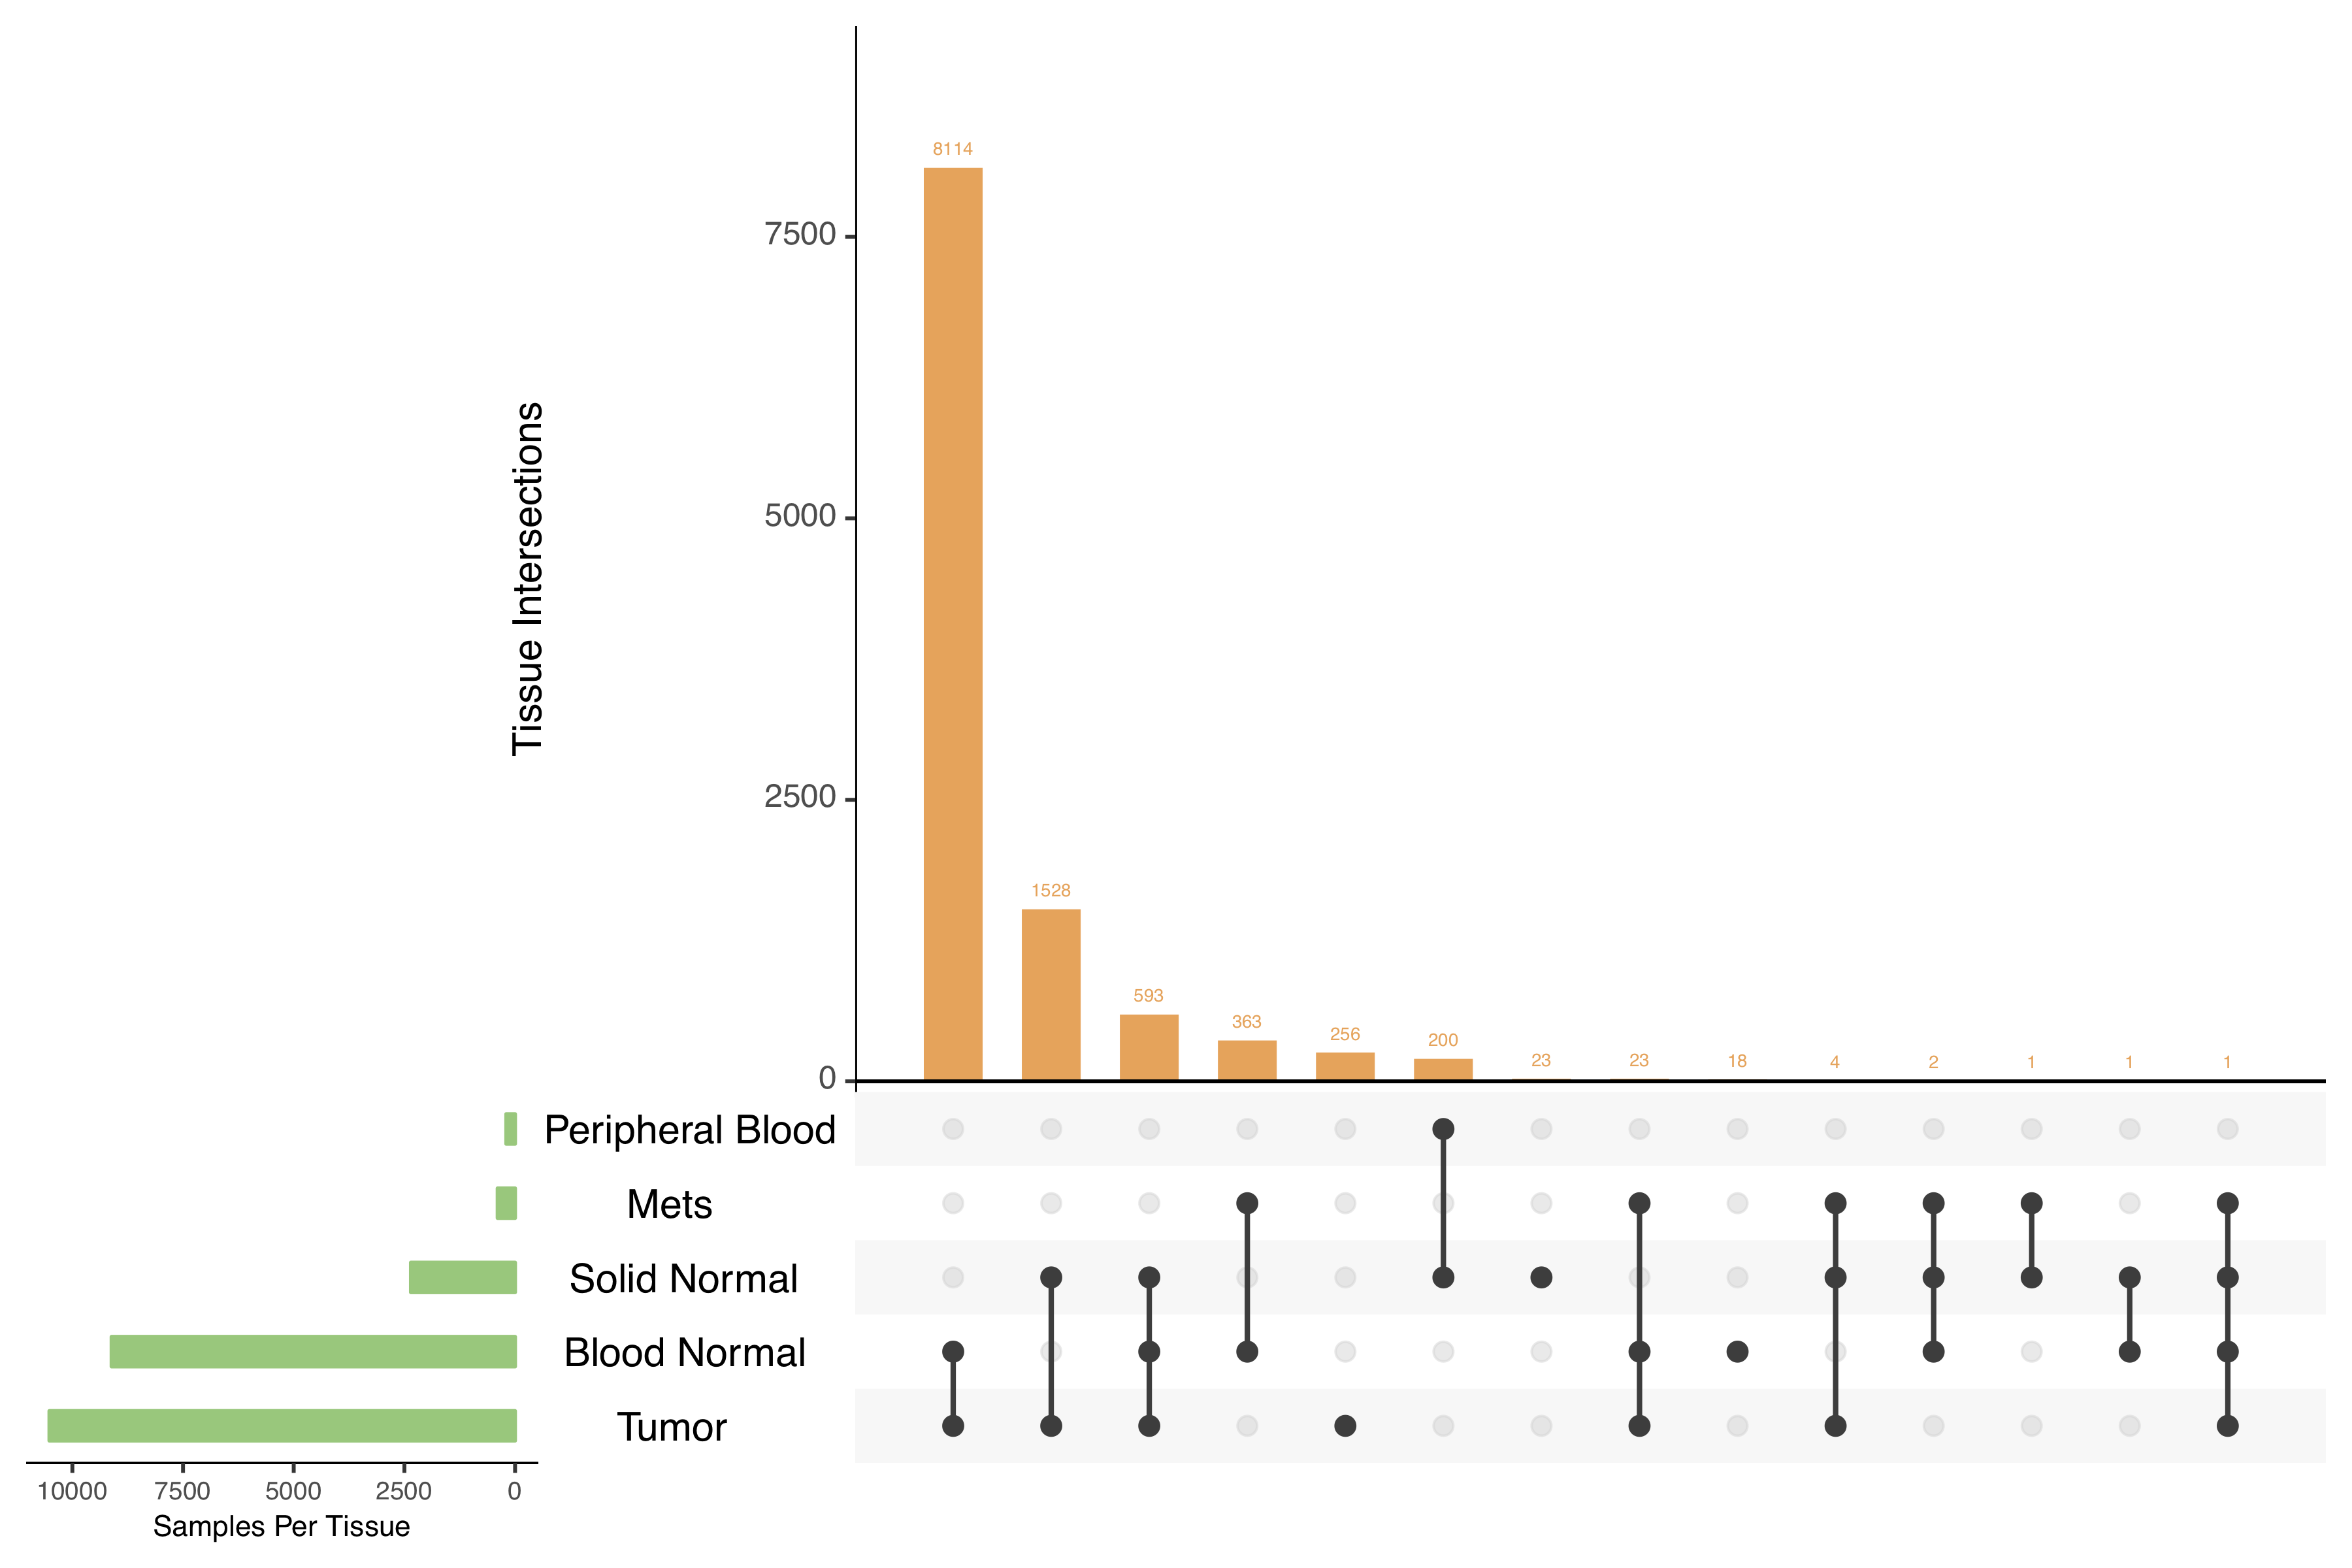 8114
7500
5000
2500
0
Tissue Intersections
1528
593
363
256
200
23
23
18
4
2
1
1
1
Peripheral Blood
Mets
Solid Normal
Blood Normal
Tumor
10000 7500 5000 2500 0
Samples Per Tissue